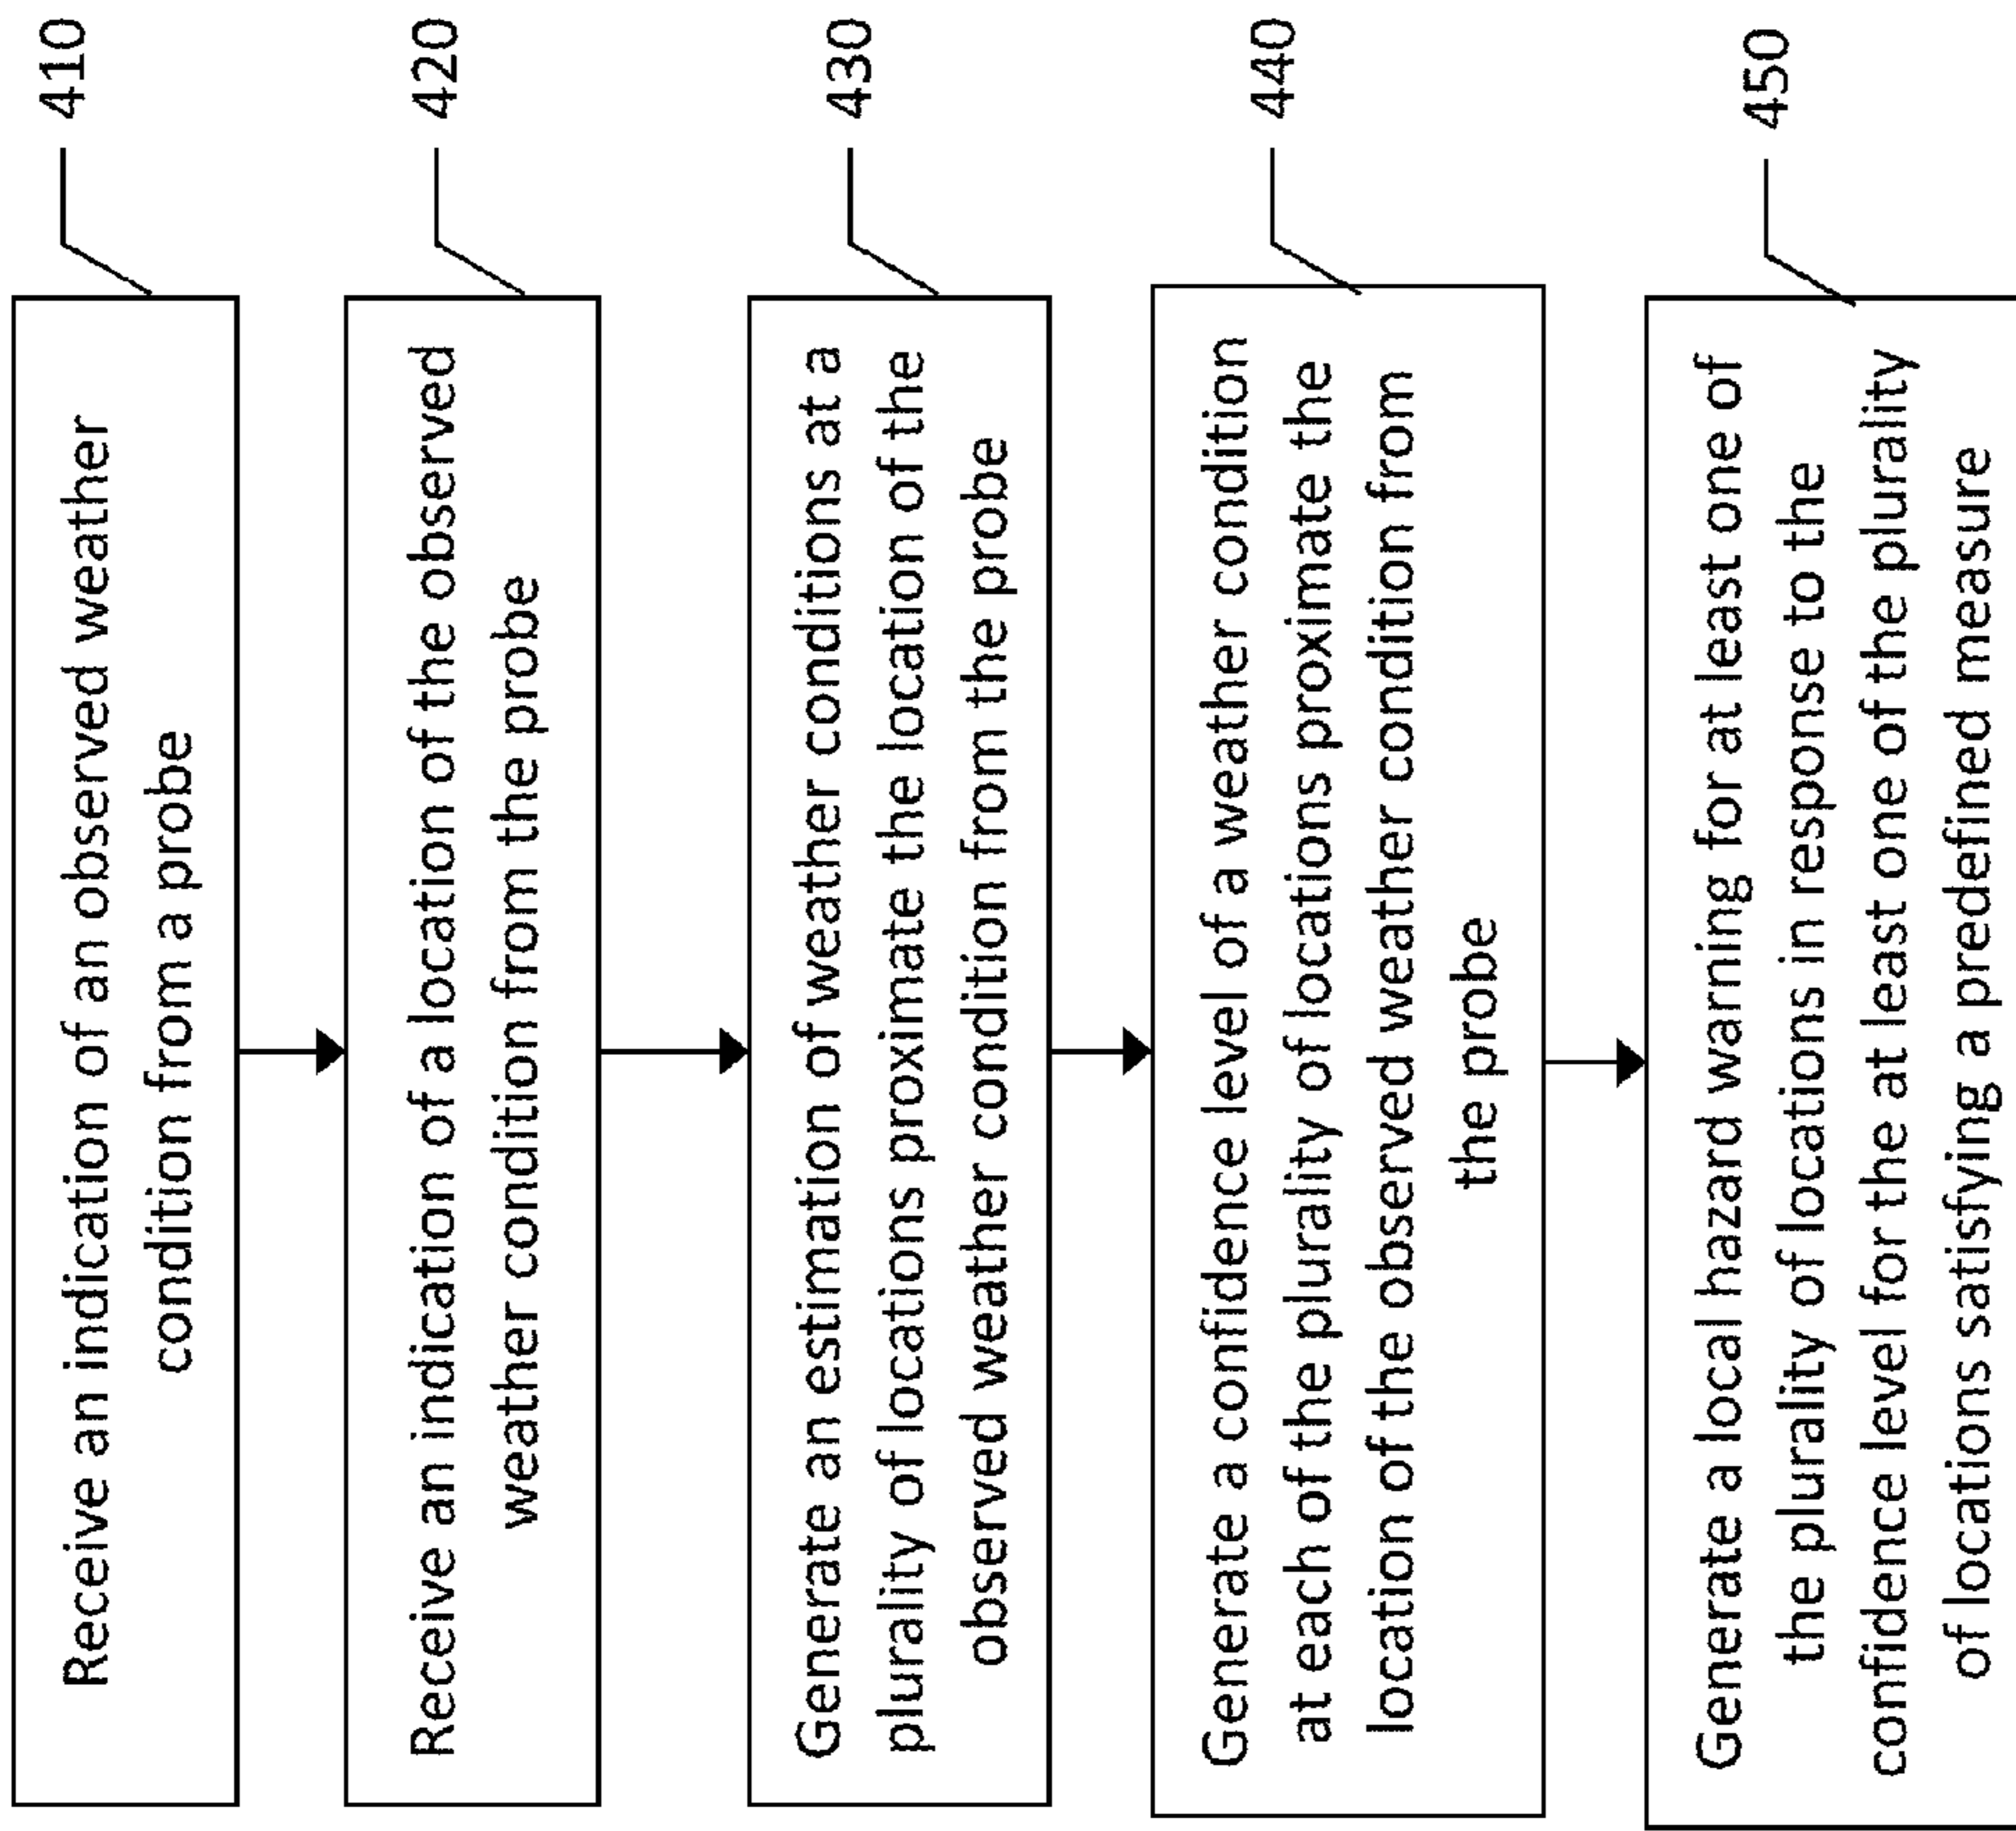 Receive an indication of an observed weather
condition from a probe
410
Receive an indication of a location of the observed
weather condition from the probe
420
Generate an estimation of weather conditions at a
plurality of locations proximate the location of the
observed weather condition from the probe
430
Generate a confidence level of a weather condition
at each of the plurality of locations proximate the
location of the observed weather condition from
the probe
440
Generate a local hazard warning for at least one of
the plurality of locations in response to the
confidence level for the at least one of the plurality
of locations satisfying a predefined measure
450